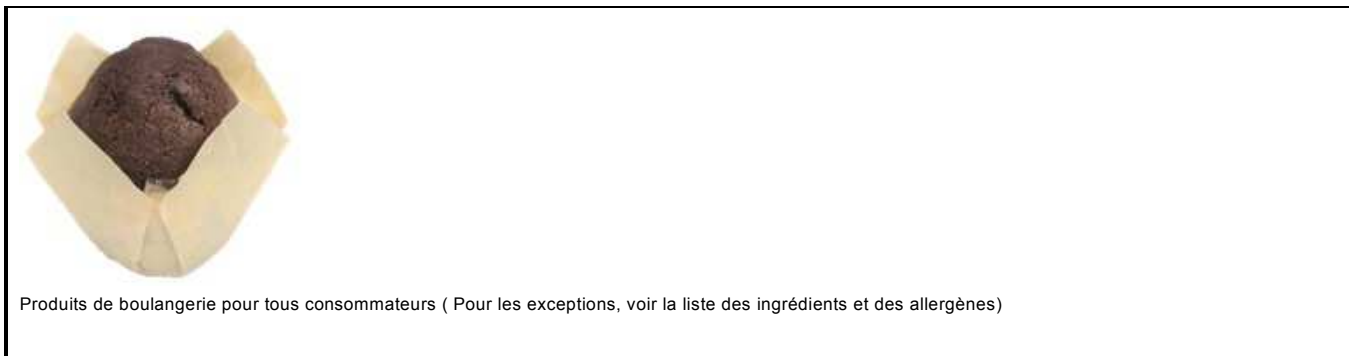 Produits de boulangerie pour tous consommateurs ( Pour les exceptions, voir la liste des ingrédients et des allergènes)